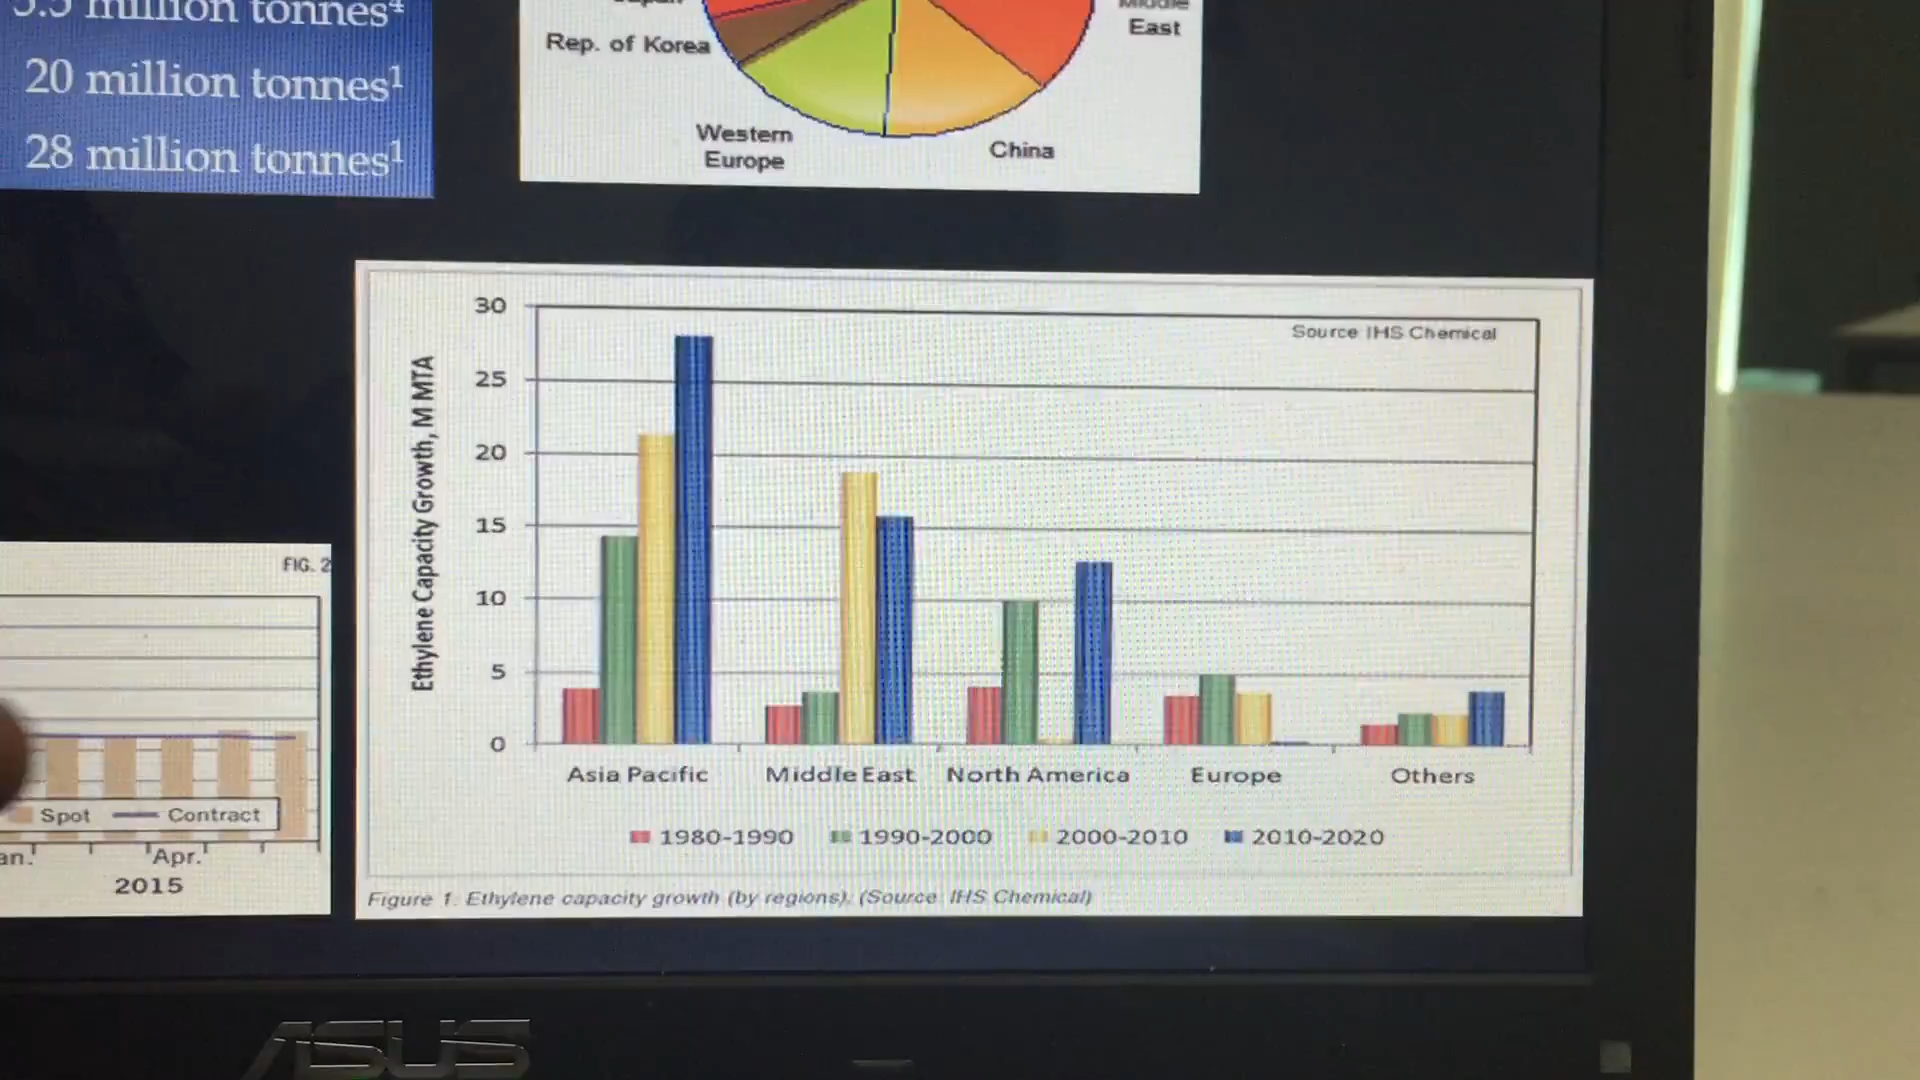 million tonnes⁴
20 million tonnes¹
28 million tonnes¹
Rep. of Korea
Western
Europe
China
Middle
East
FIG. 2
Spot
Contract
Apr.
2015
Source IHS Chemical
Ethylene Capacity Growth, M MTA
30
25
20
15
10
5
0
Asia Pacific
Middle East
North America
Europe
Others
1980-1990
1990-2000
2000-2010
2010-2020
Figure 1. Ethylene capacity growth (by regions). (Source: IHS Chemical)
ASUS